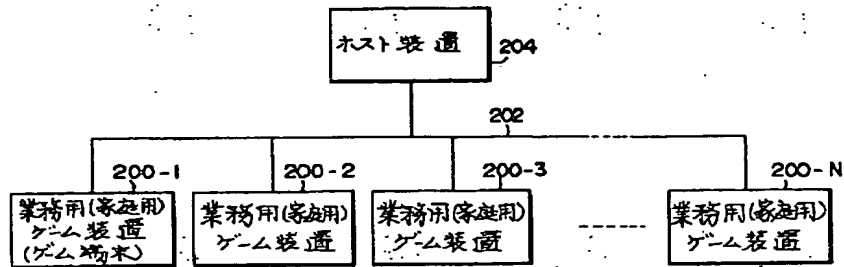 ホスト装置
204
202
200-1
200-2
200-3
200-N
業務用(家庭用)
ゲーム装置
(ゲーム端末)
業務用(家庭用)
ゲーム装置
業務用(家庭用)
ゲーム装置
業務用(家庭用)
ゲーム装置